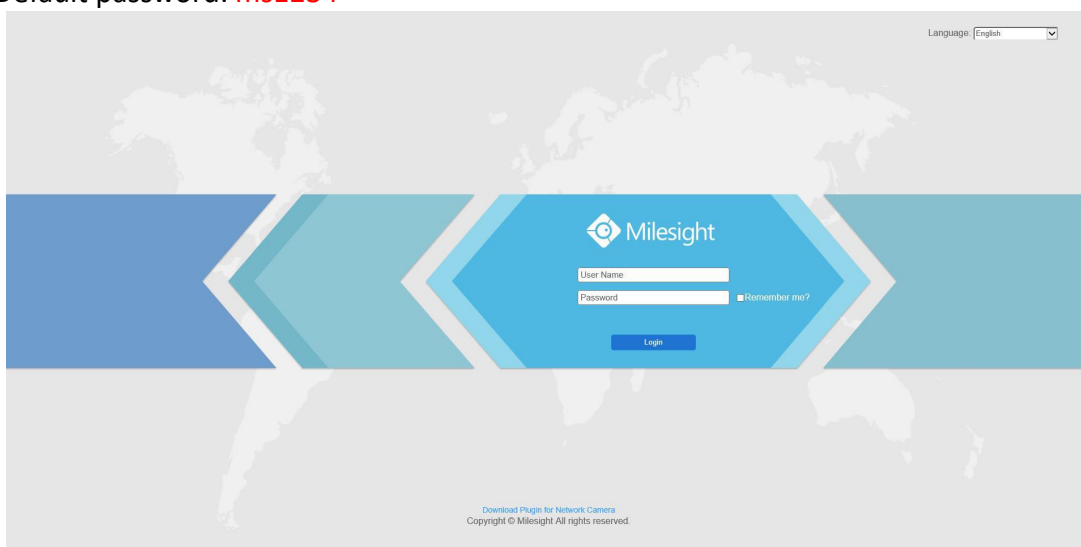 Default password: ms1234
Language: English
Milesight
User Name
Password
Remember me?
Login
Download Plugin for Network Camera
Copyright © Milesight All rights reserved.